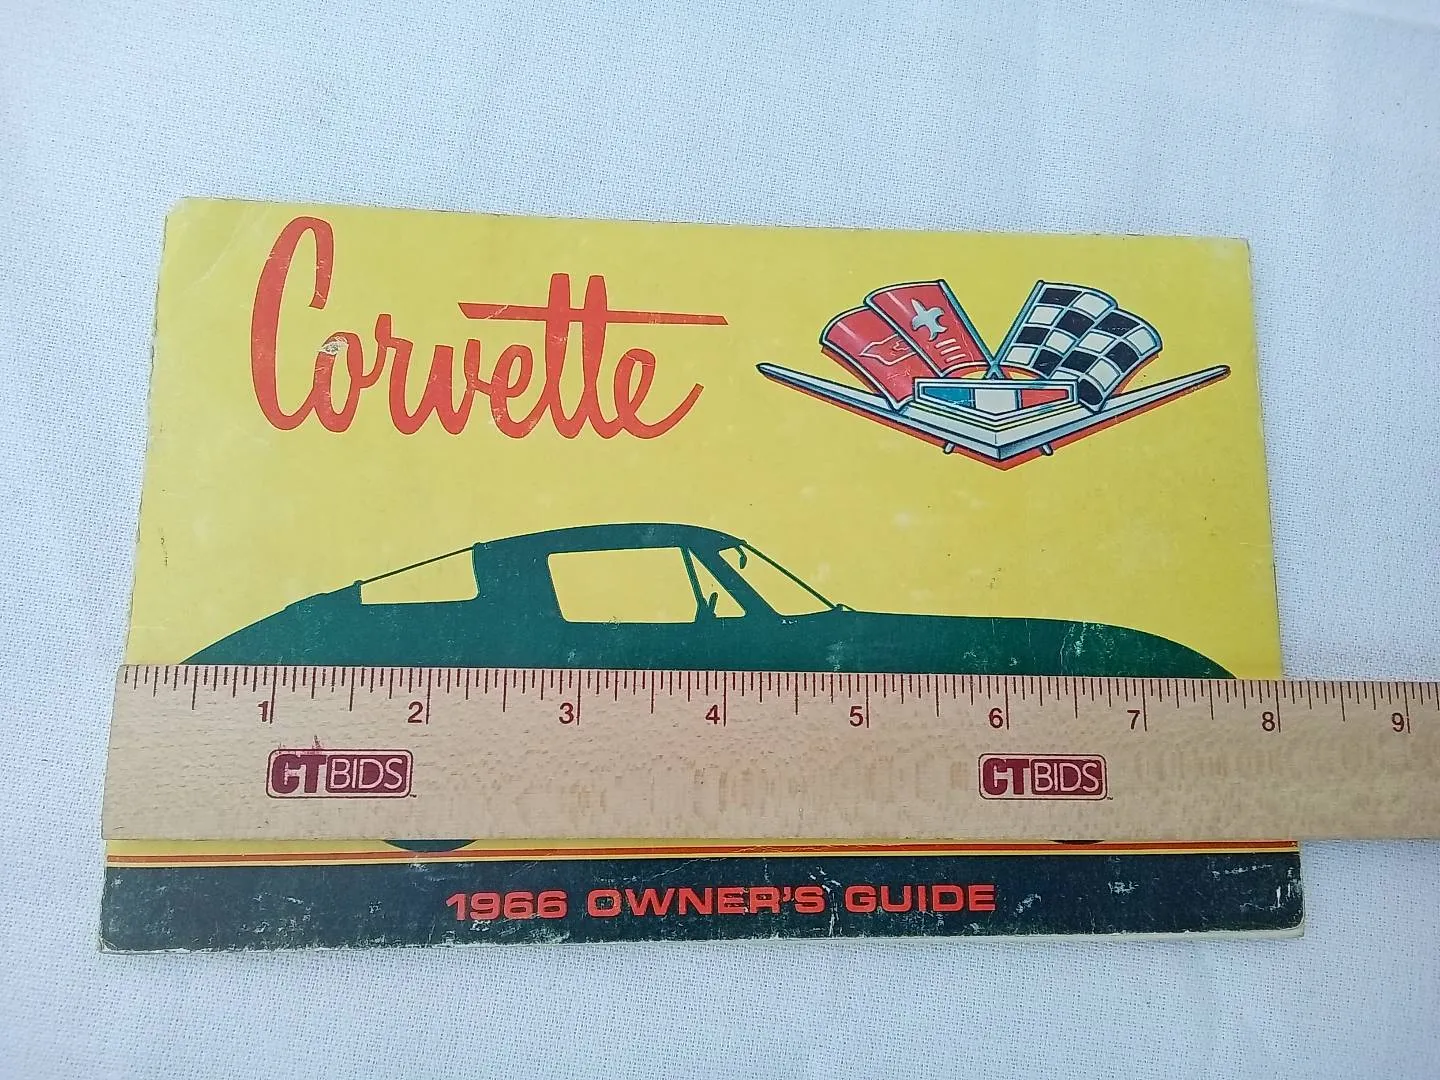 Corvette
1 2 3 4 5 6 7 8 9
CTBIDS CTBIDS
1966 OWNER'S GUIDE